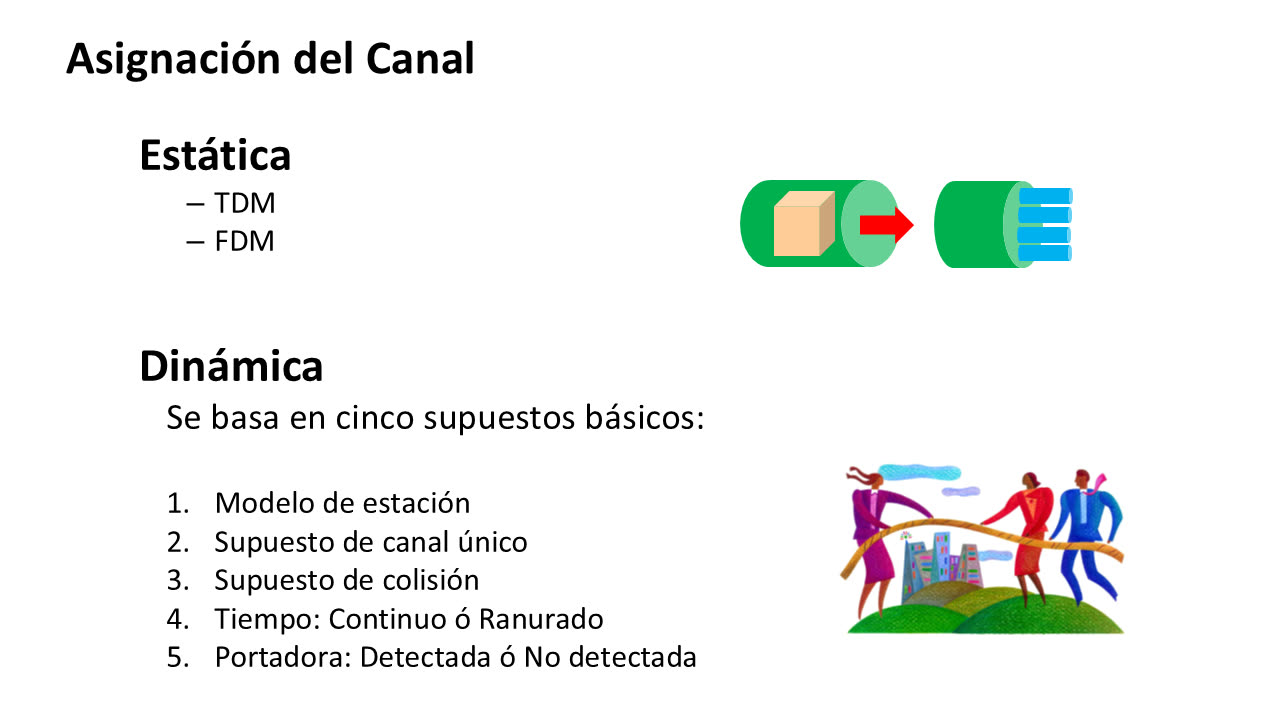 Asignación del Canal
Estática
– TDM
– FDM
Dinámica
Se basa en cinco supuestos básicos:
1. Modelo de estación
2. Supuesto de canal único
3. Supuesto de colisión
4. Tiempo: Continuo ó Ranurado
5. Portadora: Detectada ó No detectada